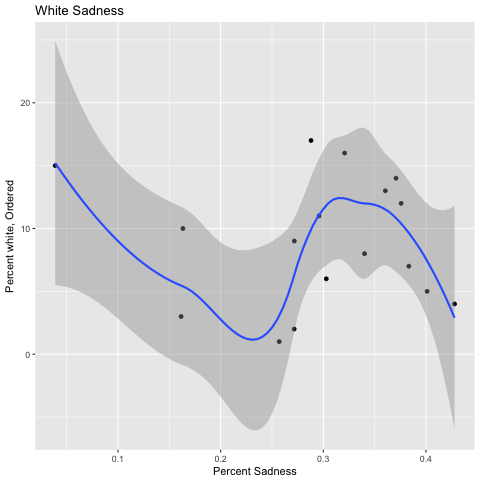 White Sadness
Percent white, Ordered
20
10
0
0.1 0.2 0.3 0.4
Percent Sadness